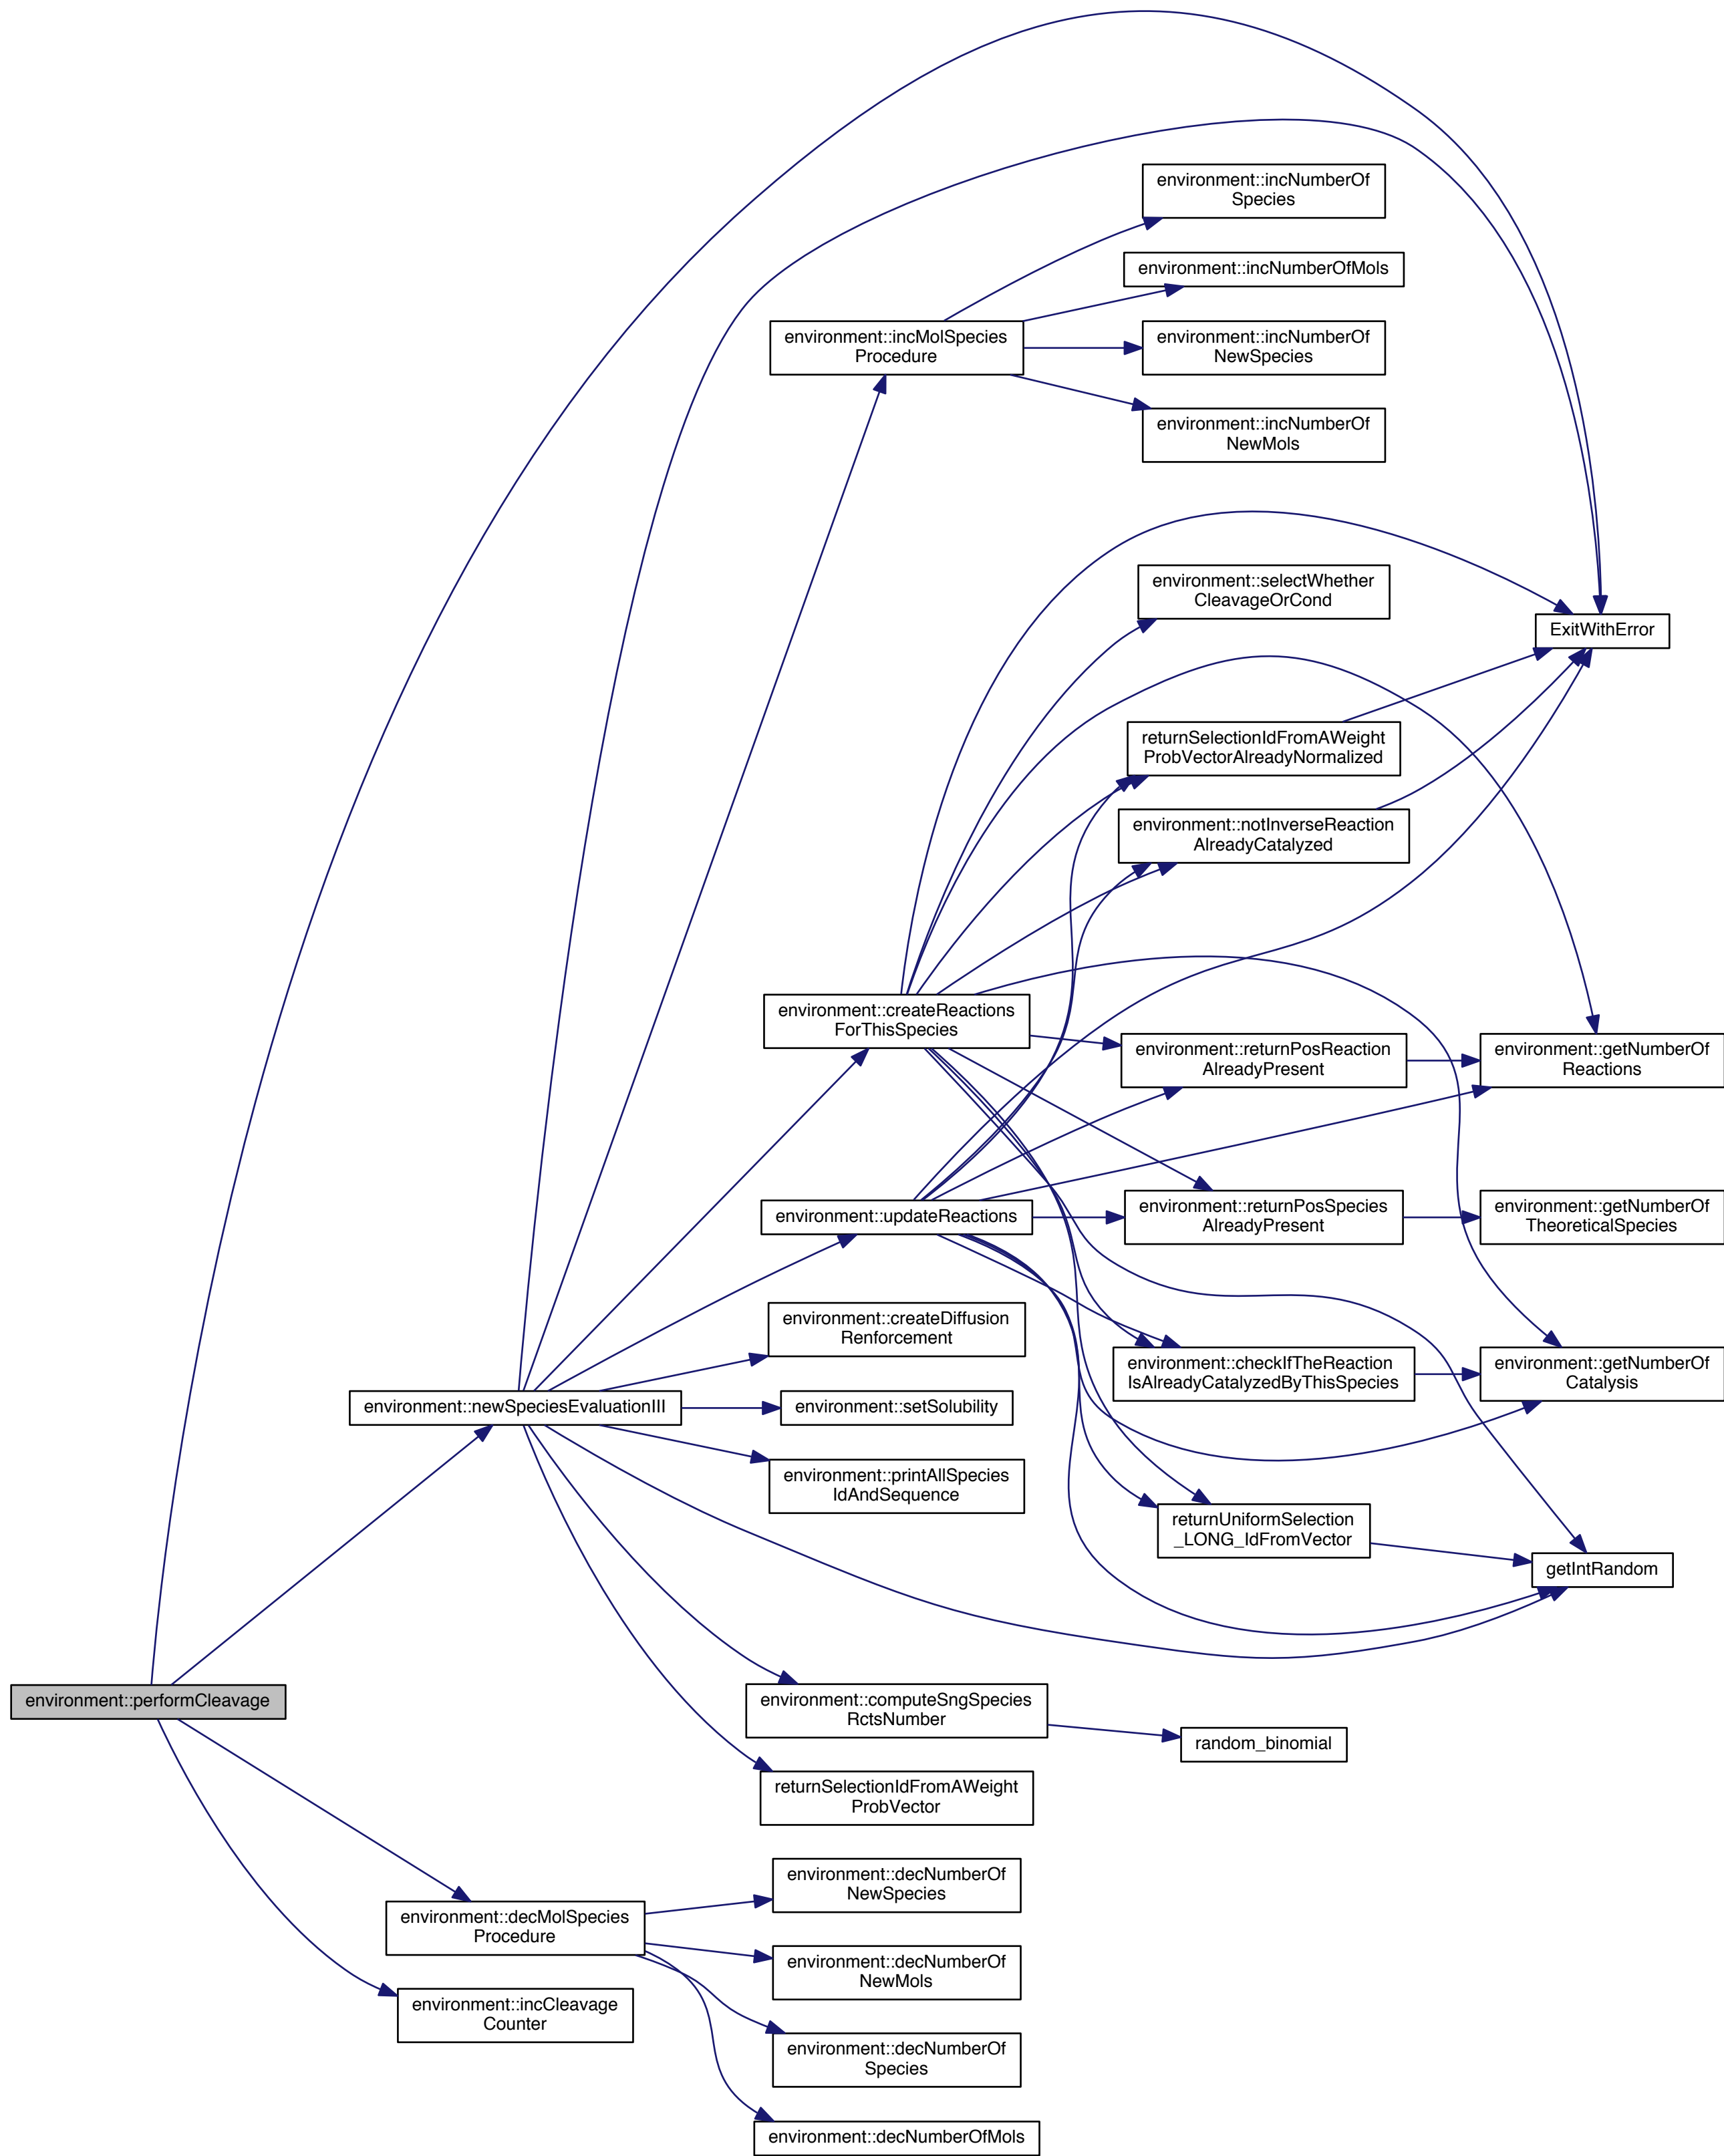 environment::incNumberOf
Species
environment::incNumberOfMols
environment::incMolSpecies
Procedure
environment::incNumberOf
NewSpecies
environment::incNumberOf
NewMols
environment::selectWhether
CleavageOrCond
ExitWithError
returnSelectionIdFromAWeight
ProbVectorAlreadyNormalized
environment::notInverseReaction
AlreadyCatalyzed
environment::createReactions
ForThisSpecies
environment::returnPosReaction
AlreadyPresent
environment::getNumberOf
Reactions
environment::updateReactions
environment::returnPosSpecies
AlreadyPresent
environment::getNumberOf
TheoreticalSpecies
environment::createDiffusion
Renforcement
environment::checkIfTheReaction
IsAlreadyCatalyzedByThisSpecies
environment::getNumberOf
Catalysis
environment::newSpeciesEvaluationIII
environment::setSolubility
environment::printAllSpecies
IdAndSequence
returnUniformSelection
_LONG_IdFromVector
getIntRandom
environment::performCleavage
environment::computeSngSpecies
RctsNumber
random_binomial
returnSelectionIdFromAWeight
ProbVector
environment::decNumberOf
NewSpecies
environment::decMolSpecies
Procedure
environment::decNumberOf
NewMols
environment::incCleavage
Counter
environment::decNumberOf
Species
environment::decNumberOfMols